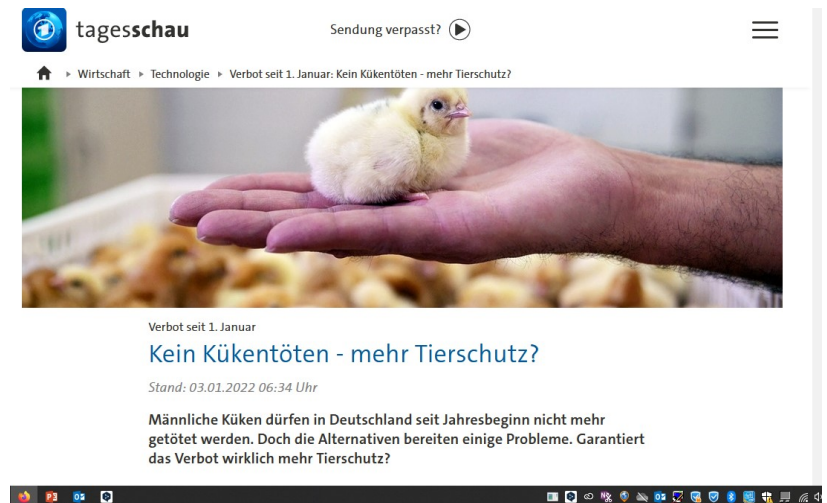 tagesschau
Sendung verpasst?
Wirtschaft Technologie Verbot seit 1. Januar: Kein Kükentöten - mehr Tierschutz?
Verbot seit 1. Januar
Kein Kükentöten - mehr Tierschutz?
Stand: 03.01.2022 06:34 Uhr
Männliche Küken dürfen in Deutschland seit Jahresbeginn nicht mehr
getötet werden. Doch die Alternativen bereiten einige Probleme. Garantiert
das Verbot wirklich mehr Tierschutz?